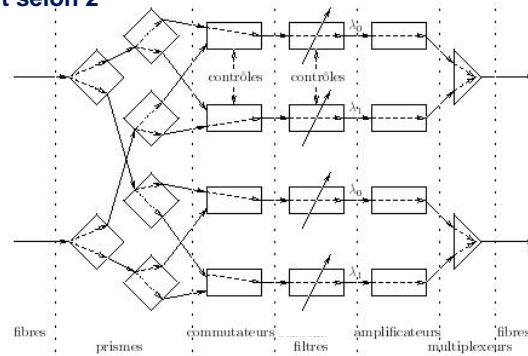 t selon 2
λ0
contrôles contrôles
λ1
λ0
λ1
fibres commutateurs amplificateurs fibres
prismes filtres multiplexeurs